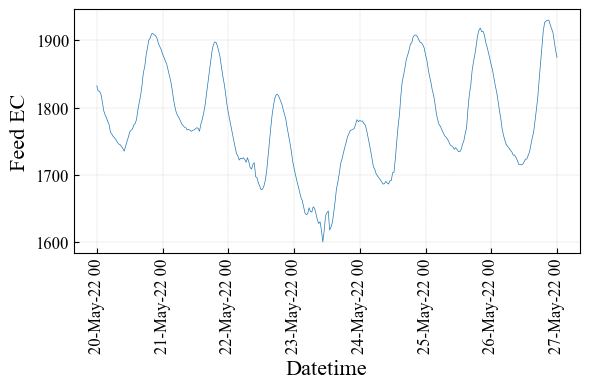 1900
1800
1700
1600
Feed EC
20-May-22 00
21-May-22 00
22-May-22 00
23-May-22 00
24-May-22 00
25-May-22 00
26-May-22 00
27-May-22 00
Datetime